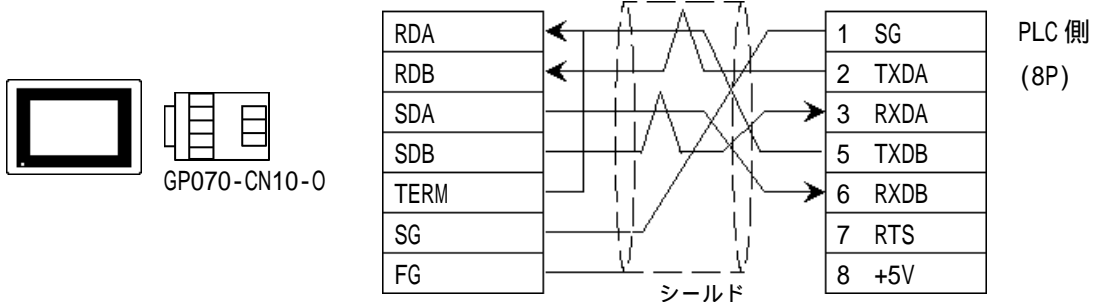 GP070-CN10-0
RDA
RDB
SDA
SDB
TERM
SG
FG
シールド
1 SG
2 TXDA
3 RXDA
5 TXDB
6 RXDB
7 RTS
8 +5V
PLC 側
(8P)